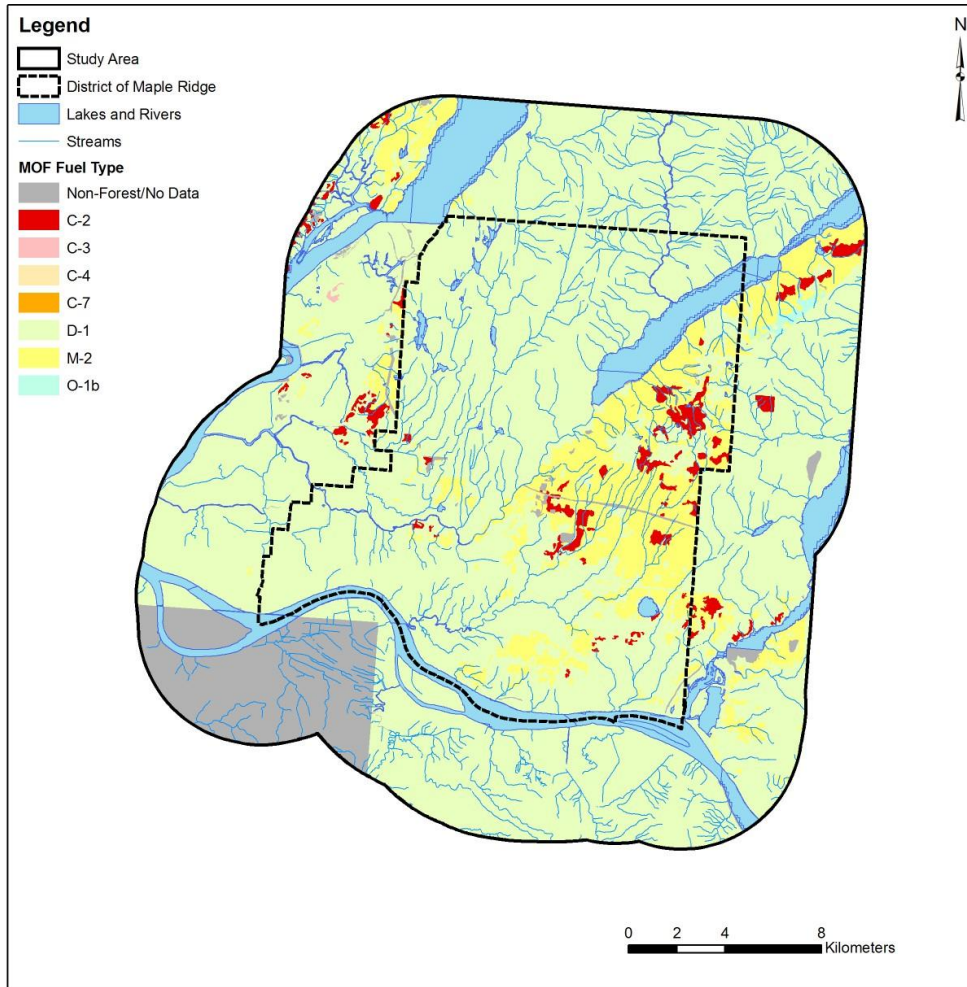 Legend
Study Area
District of Maple Ridge
Lakes and Rivers
Streams
MOF Fuel Type
Non-Forest/No Data
C-2
C-3
C-4
C-7
D-1
M-2
O-1b
N
0 2 4 8
Kilometers